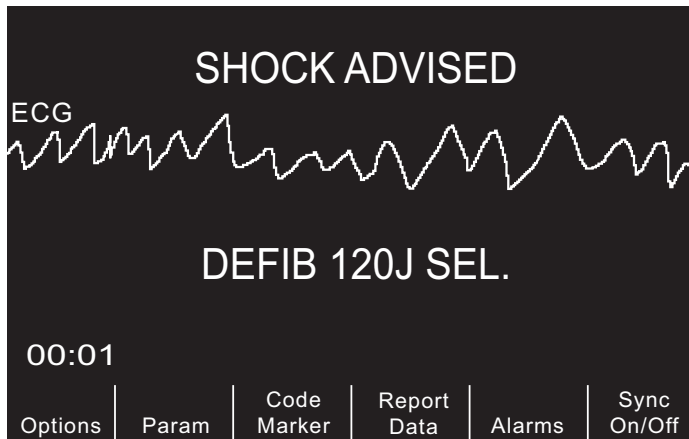 SHOCK ADVISED
ECG
DEFIB 120J SEL.
00:01
Options
Param
Code
Marker
Report
Data
Alarms
Sync
On/Off